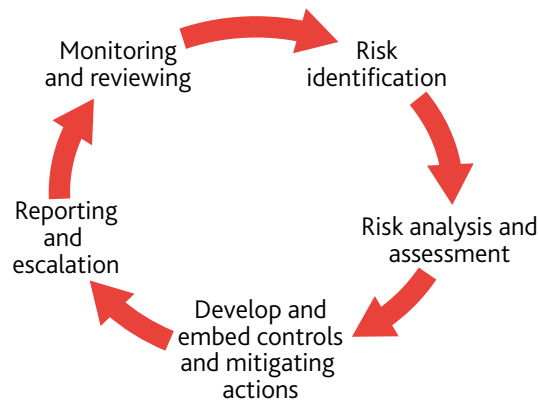 Monitoring
and reviewing
Risk
identification
Risk analysis and
assessment
Develop and
embed controls
and mitigating
actions
Reporting
and
escalation